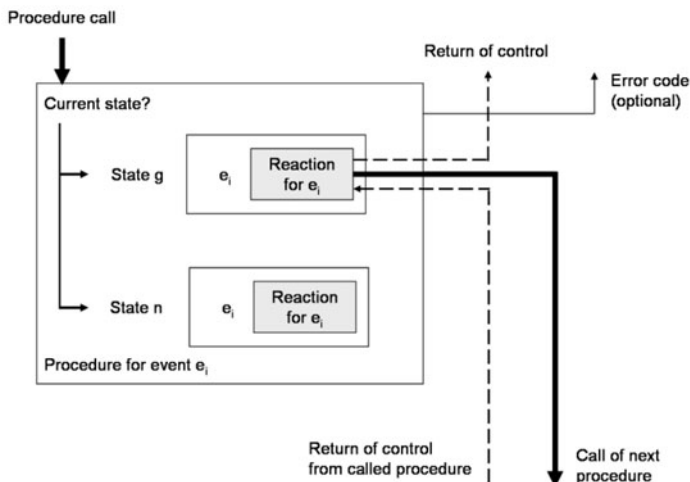 Procedure call
Return of control
Error code
(optional)
Current state?
State g
eᵢ
Reaction
for eᵢ
State n
eᵢ
Reaction
for eᵢ
Procedure for event eᵢ
Return of control
from called procedure
Call of next
procedure